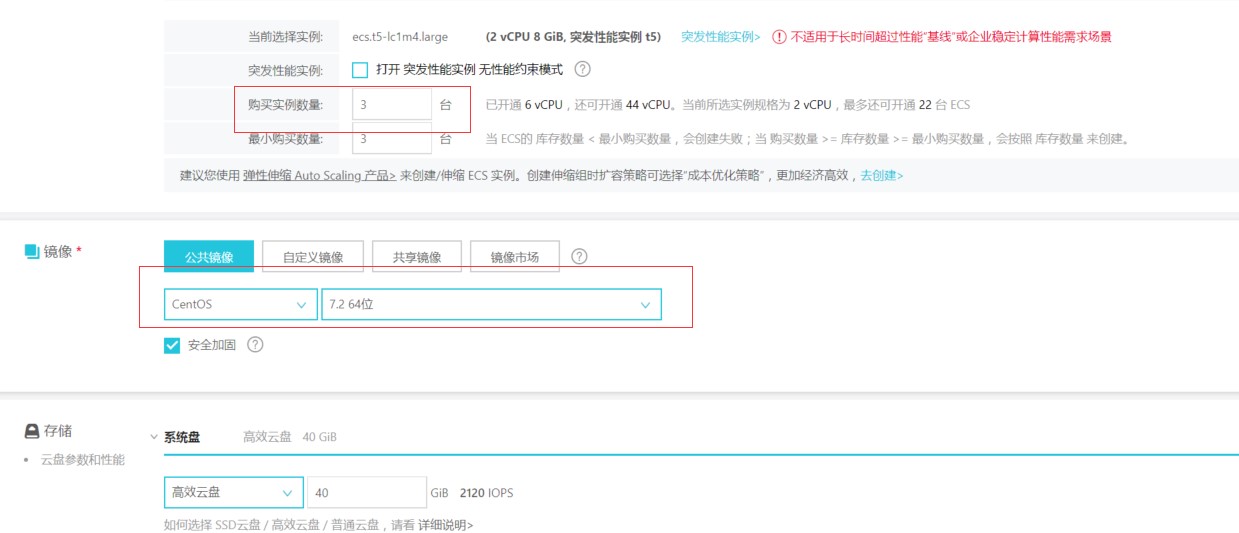 当前选择实例: ecs.t5-lc1m4.large (2 vCPU 8 GiB, 突发性能实例 t5) 突发性能实例> 不适用于长时间超过性能“基线”或企业稳定计算性能需求场景
突发性能实例: 打开 突发性能实例 无性能约束模式 ?
购买实例数量: 3 台 已开通 6 vCPU，还可开通 44 vCPU。当前所选实例规格为 2 vCPU，最多还可开通 22 台 ECS
最小购买数量: 3 台 当 ECS的 库存数量 < 最小购买数量，会创建失败；当 购买数量 >= 库存数量 >= 最小购买数量，会按照 库存数量 来创建。
建议您使用 弹性伸缩 Auto Scaling 产品> 来创建/伸缩 ECS 实例。创建伸缩组时扩容策略可选择“成本优化策略”，更加经济高效，去创建>
镜像 * 公共镜像 自定义镜像 共享镜像 镜像市场 ?
CentOS 7.2 64位
安全加固 ?
存储 系统盘 高效云盘 40 GiB
• 云盘参数和性能
高效云盘 40 GiB 2120 IOPS
如何选择 SSD云盘 / 高效云盘 / 普通云盘，请看 详细说明>